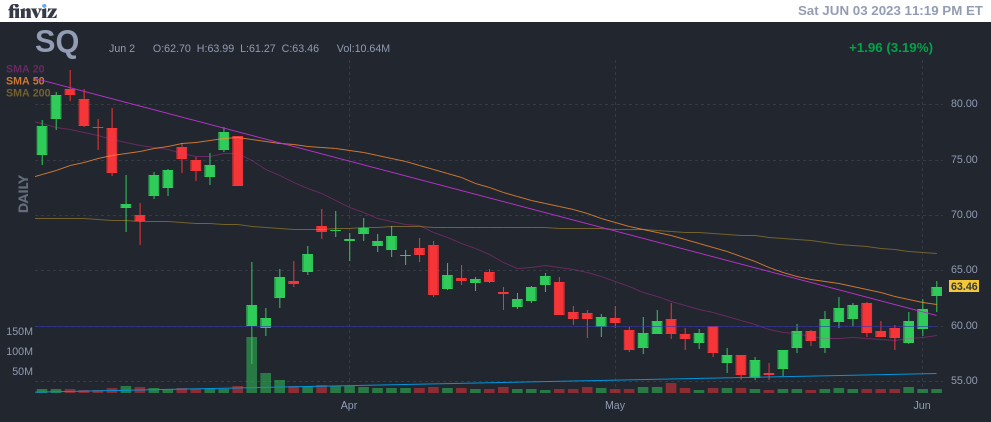 finviz
Sat JUN 03 2023 11:19 PM ET
SQ
Jun 2 O:62.70 H:63.99 L:61.27 C:63.46 Vol:10.64M
+1.96 (3.19%)
SMA 20
SMA 50
SMA 200
DAILY
80.00
75.00
70.00
65.00
63.46
60.00
55.00
150M
100M
50M
Apr
May
Jun